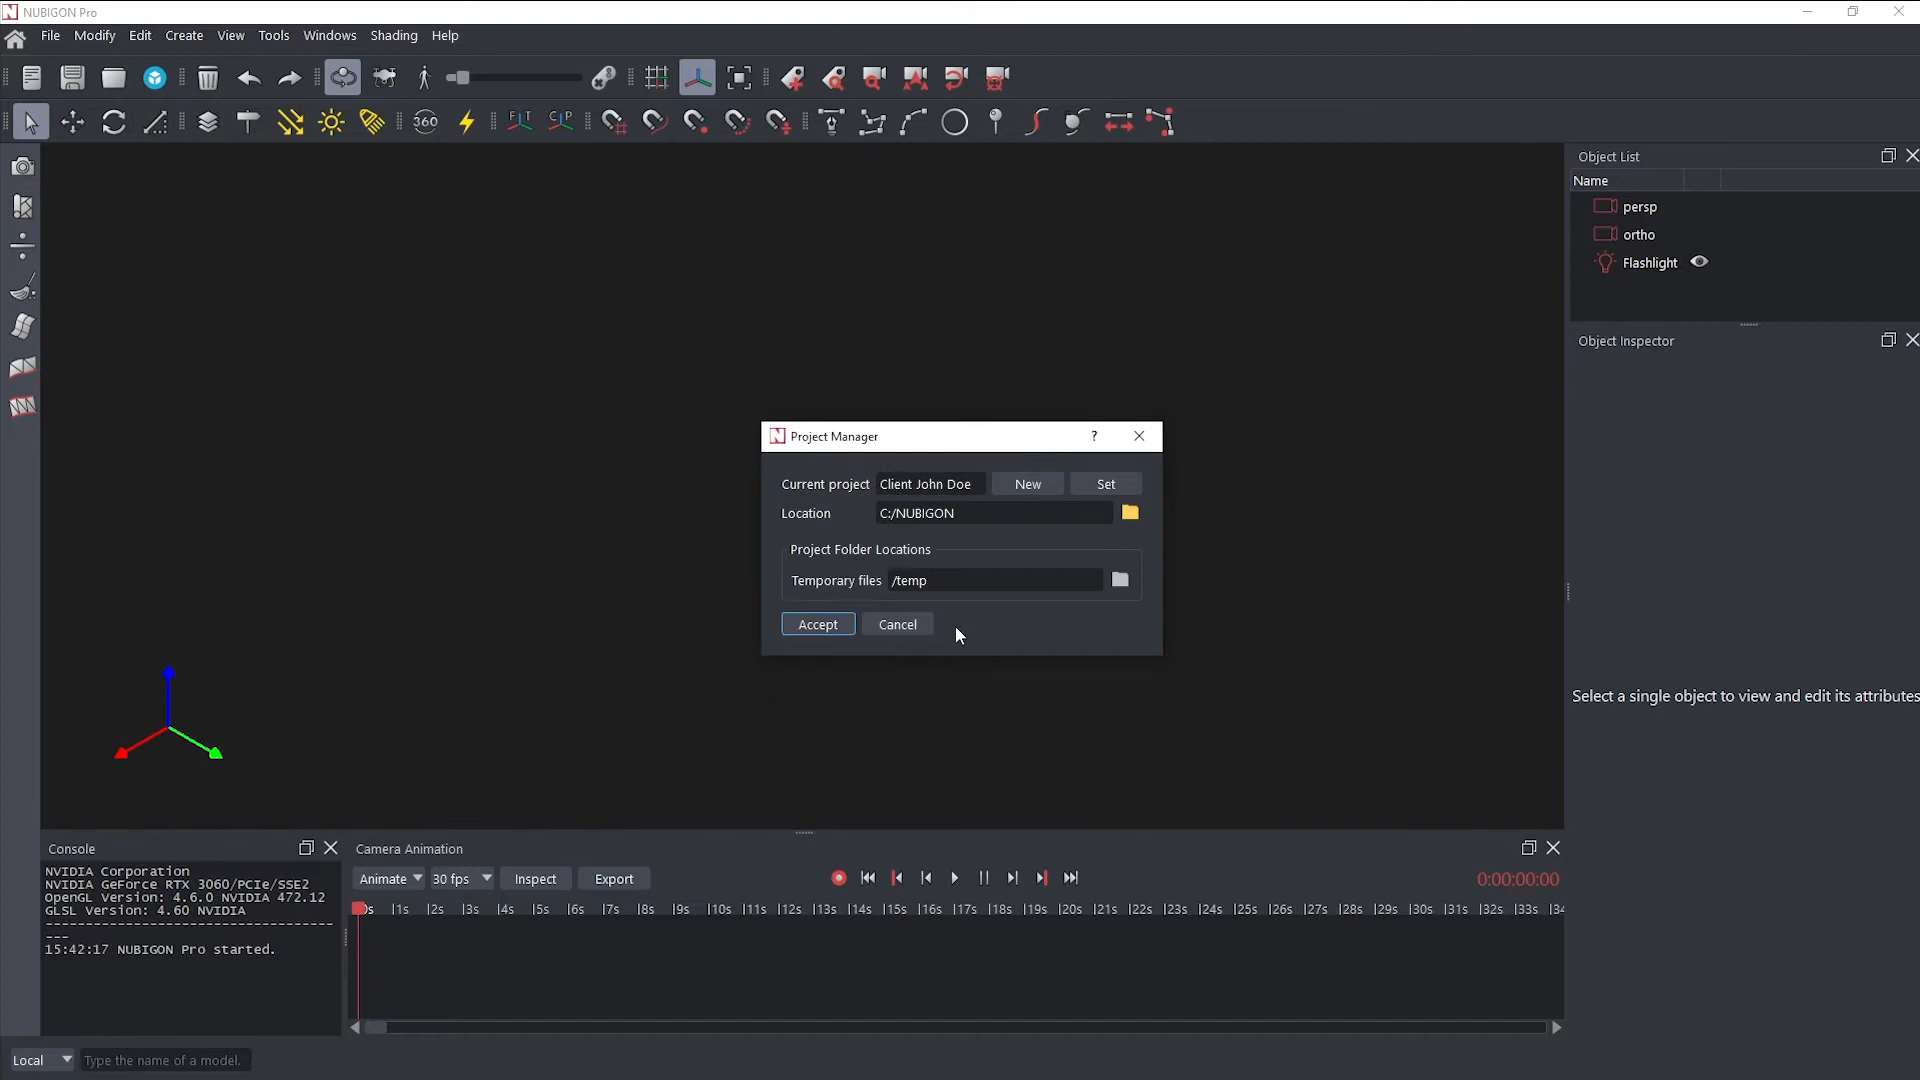 NUBIGON Pro
File Modify Edit Create View Tools Windows Shading Help
360 F|T C|P
Object List
Name
persp
ortho
Flashlight
Object Inspector
Select a single object to view and edit its attributes
Project Manager ?
Current project Client John Doe New Set
Location C:/NUBIGON
Project Folder Locations
Temporary files /temp
Accept Cancel
Console
NVIDIA Corporation
NVIDIA GeForce RTX 3060/PCIe/SSE2
OpenGL Version: 4.6.0 NVIDIA 472.12
GLSL Version: 4.60 NVIDIA
-----------------------------------
---
15:42:17 NUBIGON Pro started.
Camera Animation
Animate 30 fps Inspect Export 0:00:00:00
|1s |2s |3s |4s |5s |6s |7s |8s |9s |10s |11s |12s |13s |14s |15s |16s |17s |18s |19s |20s |21s |22s |23s |24s |25s |26s |27s |28s |29s |30s |31s |32s |33s
Local Type the name of a model.